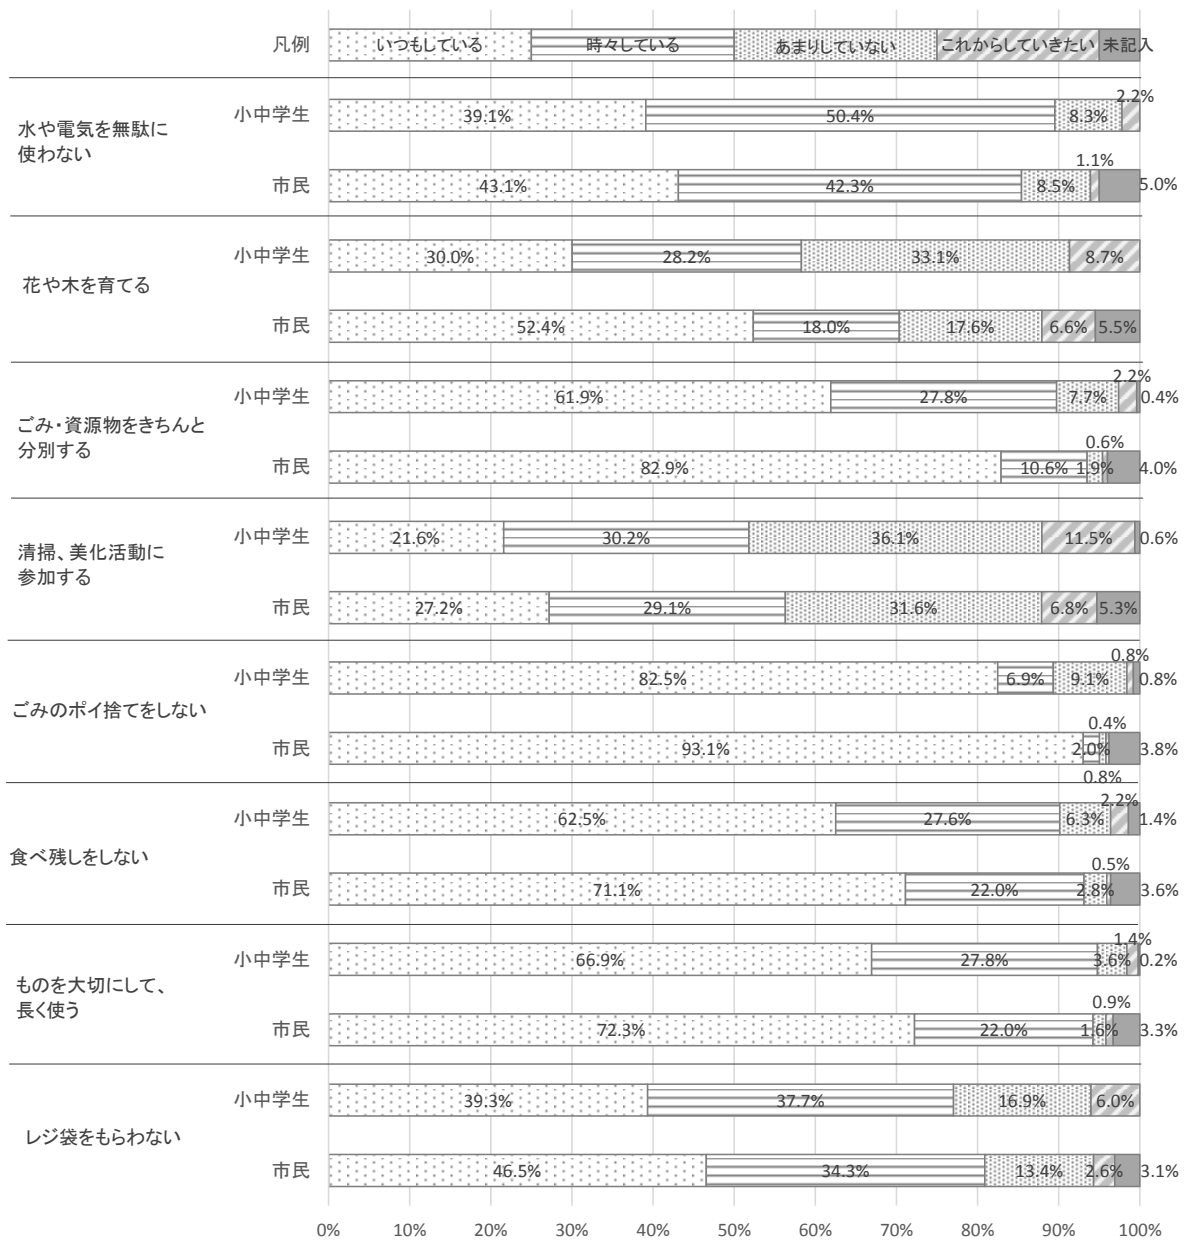 凡例 いつもしている 時々している あまりしていない これからしていきたい 未記入
水や電気を無駄に
使わない
小中学生 39.1% 50.4% 8.3% 2.2%
市民 43.1% 42.3% 8.5% 1.1% 5.0%
花や木を育てる
小中学生 30.0% 28.2% 33.1% 8.7%
市民 52.4% 18.0% 17.6% 6.6% 5.5%
ごみ・資源物をきちんと
分別する
小中学生 61.9% 27.8% 7.7% 2.2% 0.4%
市民 82.9% 10.6% 1.9% 0.6% 4.0%
清掃、美化活動に
参加する
小中学生 21.6% 30.2% 36.1% 11.5% 0.6%
市民 27.2% 29.1% 31.6% 6.8% 5.3%
ごみのポイ捨てをしない
小中学生 82.5% 6.9% 9.1% 0.8% 0.8%
市民 93.1% 2.0% 0.8% 0.4% 3.8%
食べ残しをしない
小中学生 62.5% 27.6% 6.3% 2.2% 1.4%
市民 71.1% 22.0% 2.8% 0.5% 3.6%
ものを大切にして、
長く使う
小中学生 66.9% 27.8% 3.6% 1.4% 0.2%
市民 72.3% 22.0% 1.6% 0.9% 3.3%
レジ袋をもらわない
小中学生 39.3% 37.7% 16.9% 6.0%
市民 46.5% 34.3% 13.4% 2.6% 3.1%
0% 10% 20% 30% 40% 50% 60% 70% 80% 90% 100%